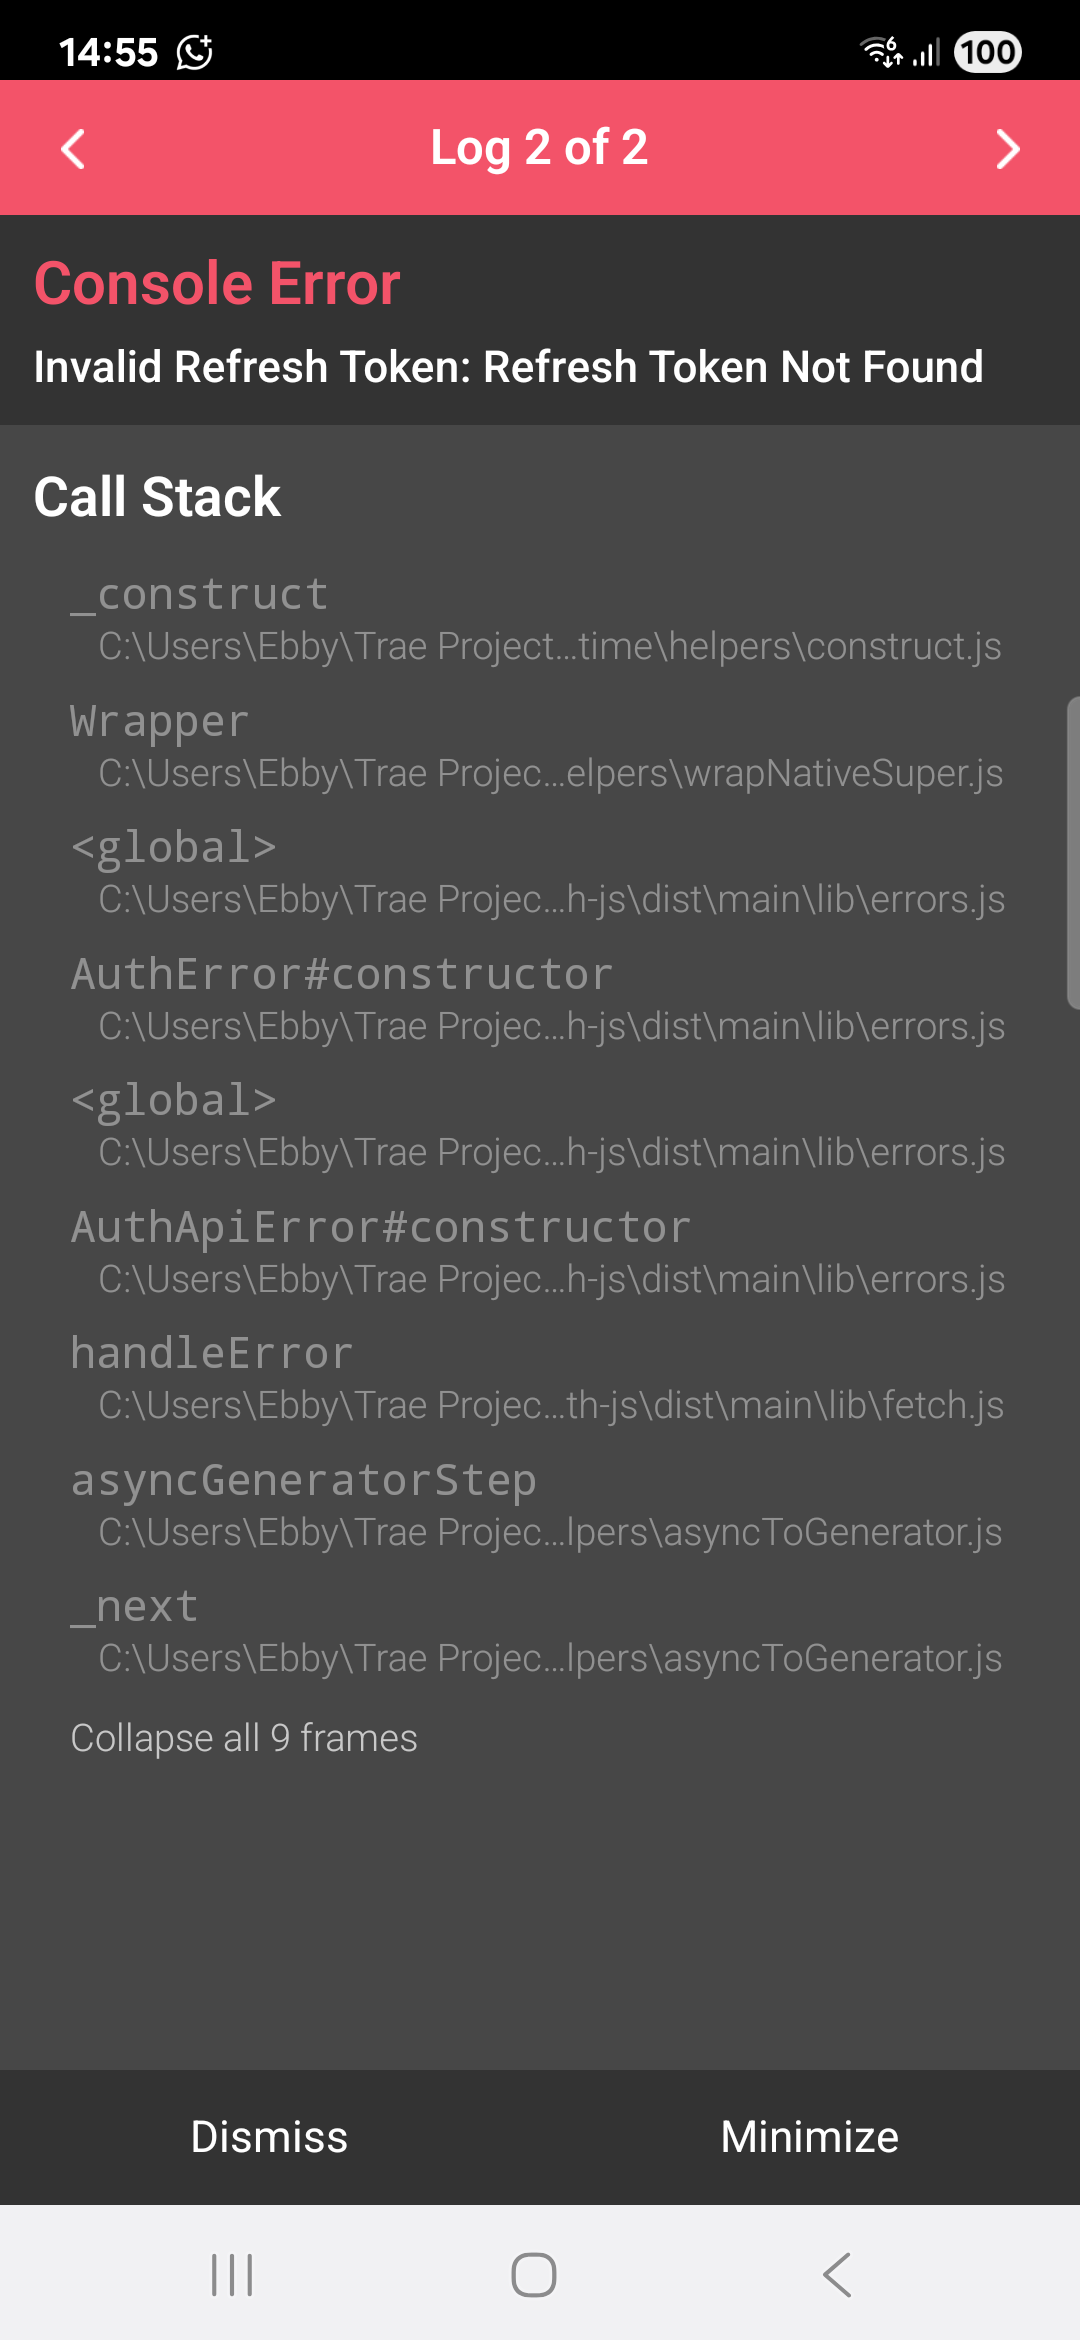 14:55
6
100
Log 2 of 2
Console Error
Invalid Refresh Token: Refresh Token Not Found
Call Stack
_construct
C:\Users\Ebby\Trae Project...time\helpers\construct.js
Wrapper
C:\Users\Ebby\Trae Projec...elpers\wrapNativeSuper.js
<global>
C:\Users\Ebby\Trae Projec...h-js\dist\main\lib\errors.js
AuthError#constructor
C:\Users\Ebby\Trae Projec...h-js\dist\main\lib\errors.js
<global>
C:\Users\Ebby\Trae Projec...h-js\dist\main\lib\errors.js
AuthApiError#constructor
C:\Users\Ebby\Trae Projec...h-js\dist\main\lib\errors.js
handleError
C:\Users\Ebby\Trae Projec...th-js\dist\main\lib\fetch.js
asyncGeneratorStep
C:\Users\Ebby\Trae Projec...lpers\asyncToGenerator.js
_next
C:\Users\Ebby\Trae Projec...lpers\asyncToGenerator.js
Collapse all 9 frames
Dismiss
Minimize